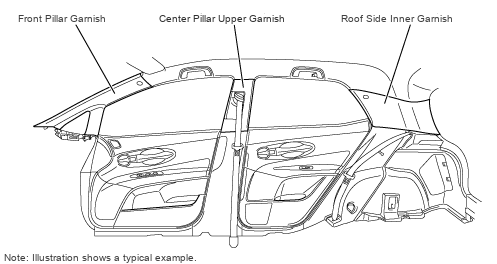 Front Pillar Garnish
Center Pillar Upper Garnish
Roof Side Inner Garnish
Note: Illustration shows a typical example.